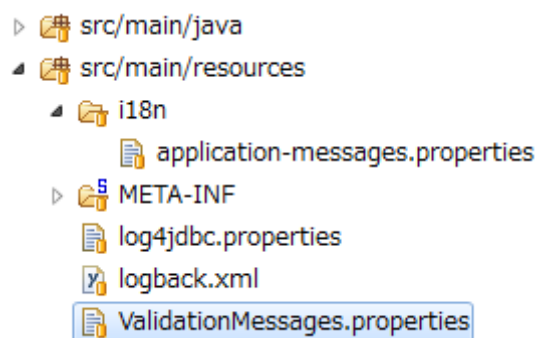 src/main/java
src/main/resources
i18n
application-messages.properties
META-INF
log4jdbc.properties
logback.xml
ValidationMessages.properties